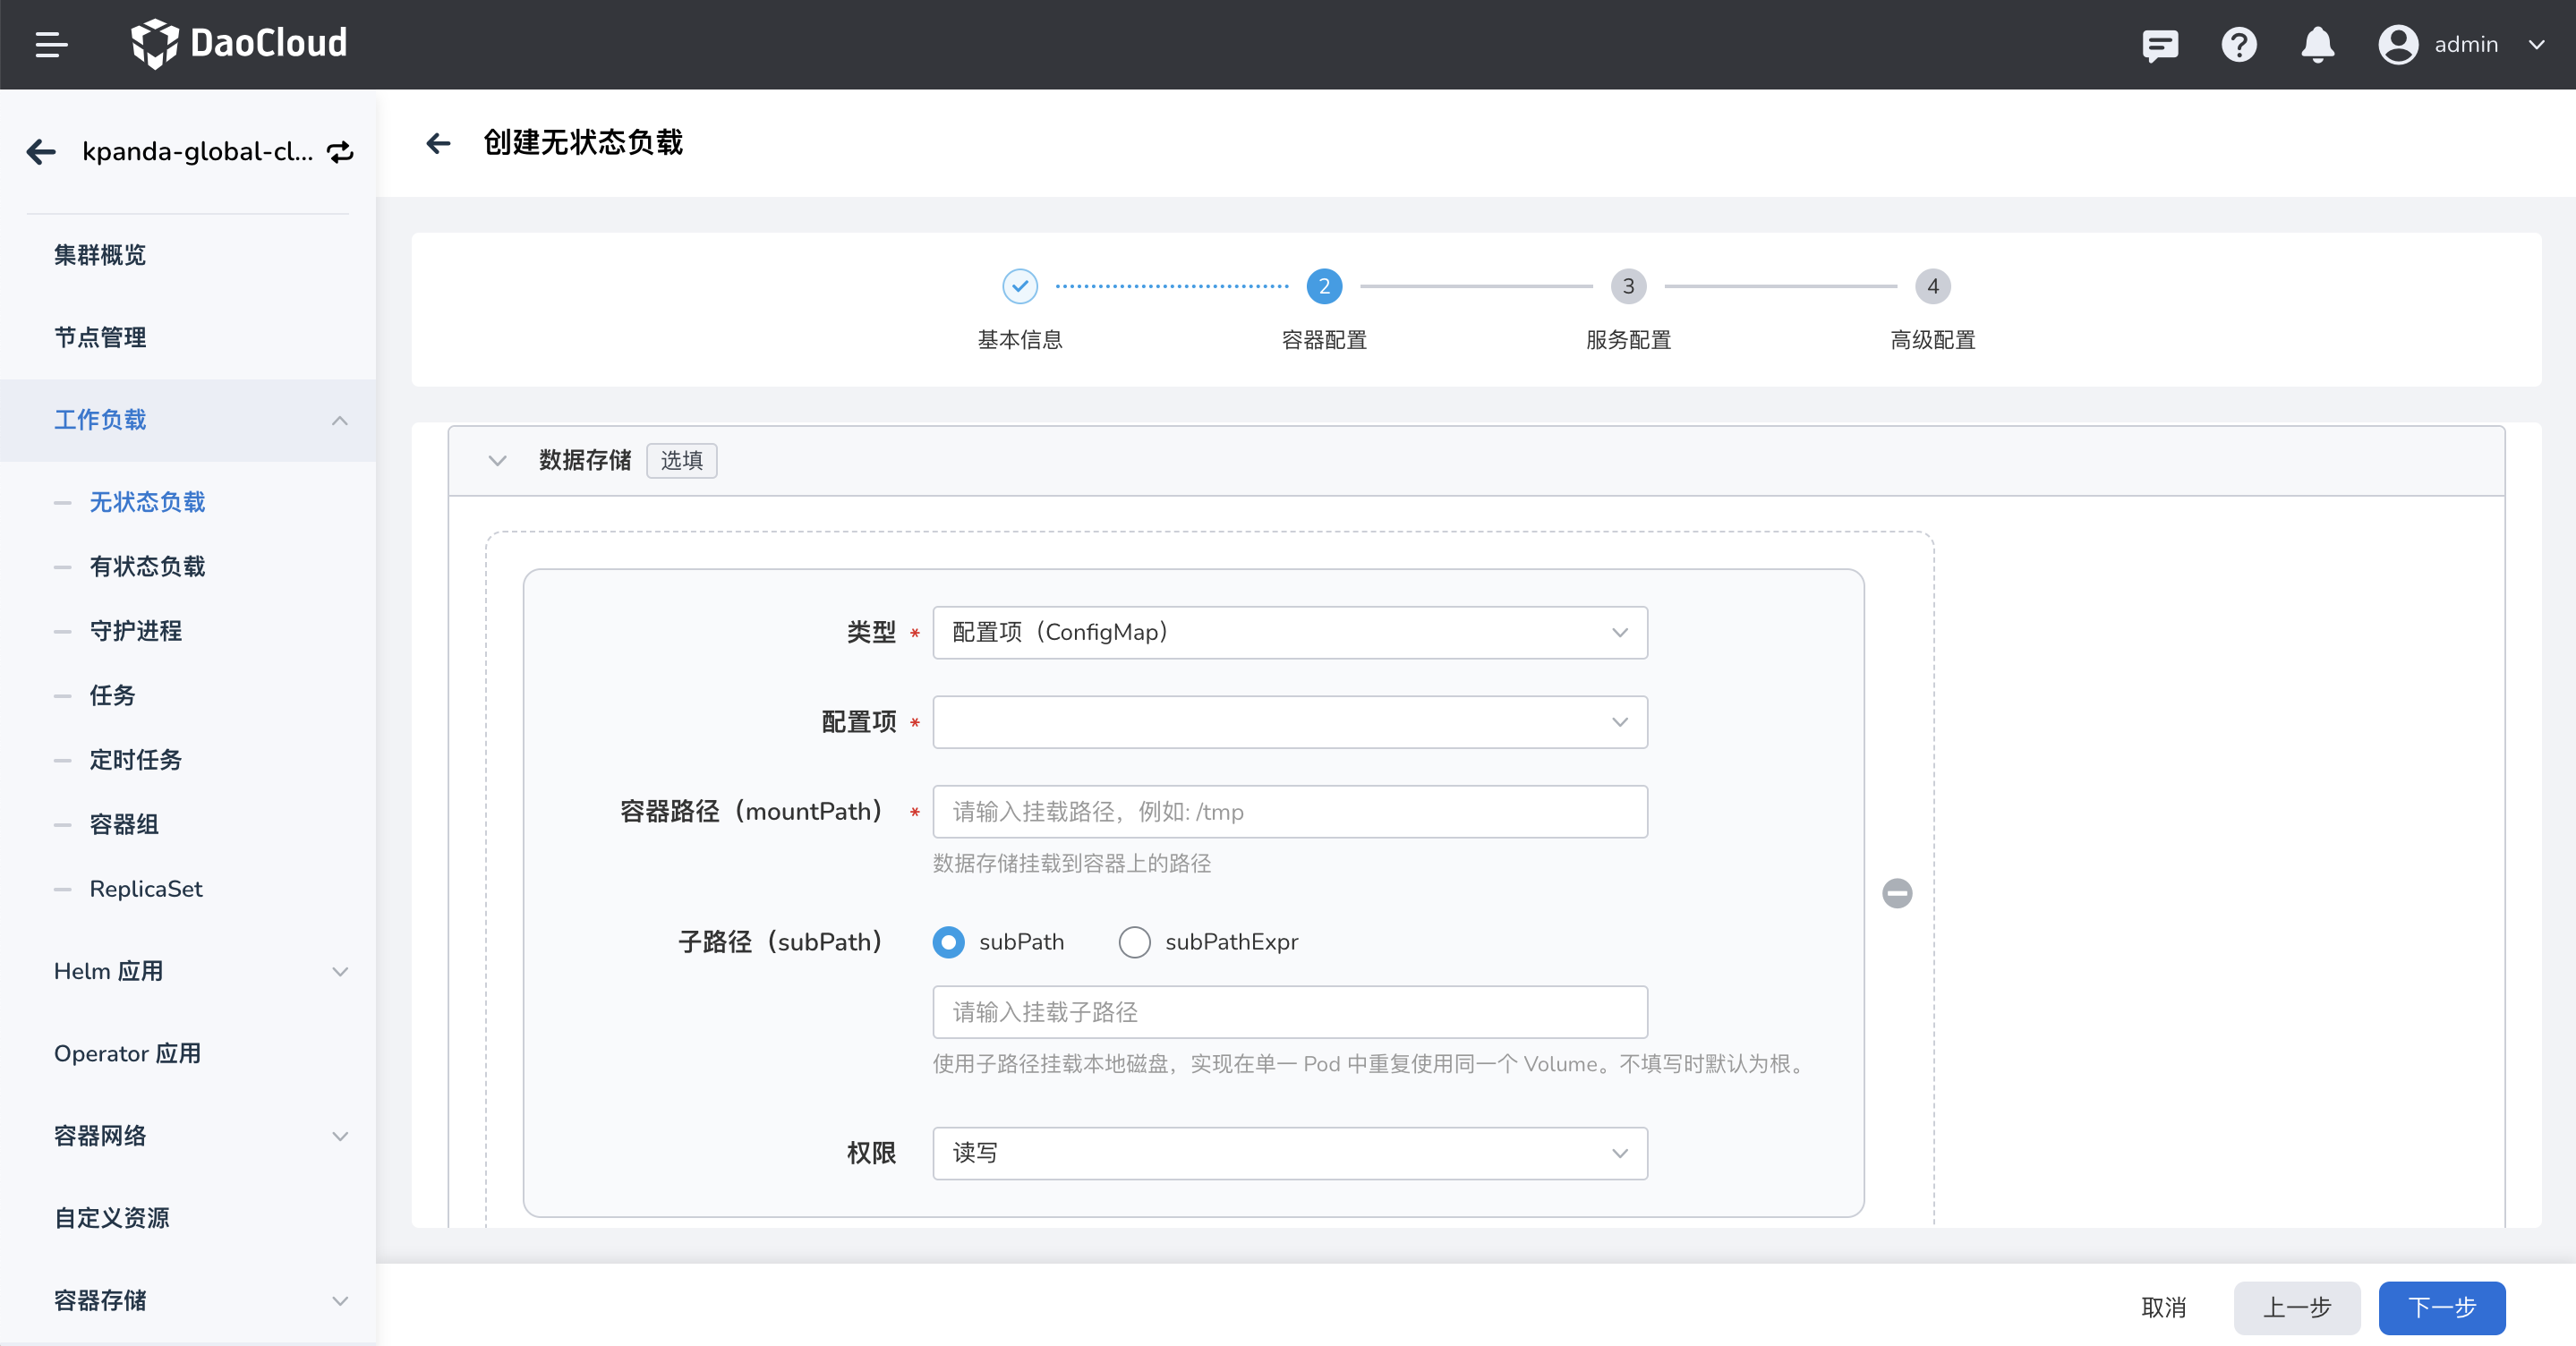 DaoCloud
admin
kpanda-global-cl...
集群概览
节点管理
工作负载
无状态负载
有状态负载
守护进程
任务
定时任务
容器组
ReplicaSet
Helm 应用
Operator 应用
容器网络
自定义资源
容器存储
创建无状态负载
2
3
4
基本信息
容器配置
服务配置
高级配置
数据存储 选填
类型 * 配置项（ConfigMap）
配置项 *
容器路径（mountPath） * 请输入挂载路径，例如: /tmp
数据存储挂载到容器上的路径
子路径（subPath） subPath subPathExpr
请输入挂载子路径
使用子路径挂载本地磁盘，实现在单一 Pod 中重复使用同一个 Volume。不填写时默认为根。
权限 读写
取消 上一步 下一步